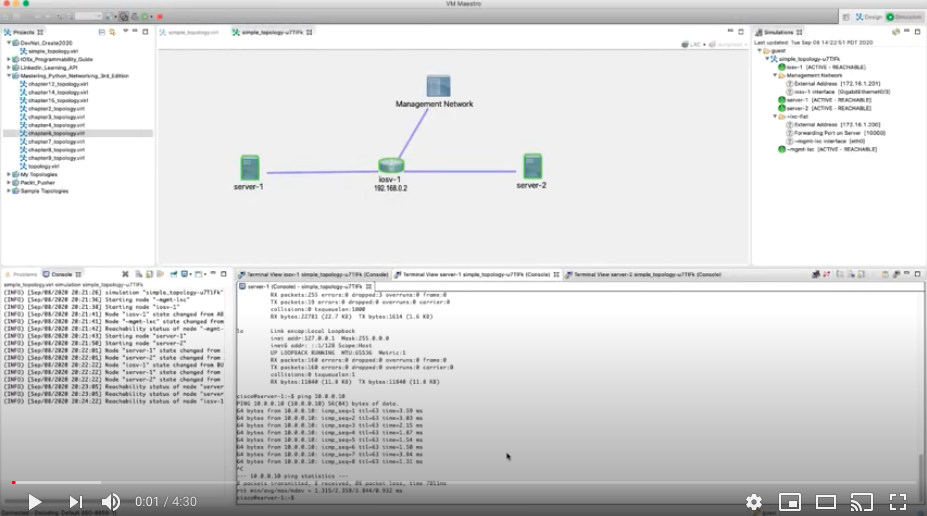 VM Maestro
Design
Simulation
Projects
DevNet_Create2020
simple_topology.virl
IOSx_Programmability_Guide
LinkedIn_Learning_API
Mastering_Python_Networking_3rd_Edition
chapter12_topology.virl
chapter14_topology.virl
chapter15_topology.virl
chapter2_topology.virl
chapter3_topology.virl
chapter4_topology.virl
chapter6_topology.virl
chapter7_topology.virl
chapter8_topology.virl
chapter9_topology.virl
topology.virl
My Topologies
Packt_Pusher
Sample Topologies
simple_topology.virl
simple_topology-u7TlFk
LXC
Management Network
server-1
iosv-1
192.168.0.2
server-2
Simulations
Last updated: Tue Sep 08 14:22:51 PDT 2020
guest
simple_topology-u7TlFk
iosv-1 [ACTIVE - REACHABLE]
Management Network
External Address [172.16.1.201]
iosv-1 interface [GigabitEthernet0/3]
server-1 [ACTIVE - REACHABLE]
server-2 [ACTIVE - REACHABLE]
External Address [172.16.1.200]
Forwarding Port on Server [10000]
~mgmt-lxc interface [eth0]
~mgmt-lxc [ACTIVE - REACHABLE]
Problems
Console
simple_topology.virl simulation simple_topology-u7TlFk
(INFO) [Sep/08/2020 20:21:26] simulation "simple_topology-u7TlFk"
(INFO) [Sep/08/2020 20:21:36] Starting node "~mgmt-lxc"
(INFO) [Sep/08/2020 20:21:38] Starting node "iosv-1"
(INFO) [Sep/08/2020 20:21:41] Node "iosv-1" state changed from AB
(INFO) [Sep/08/2020 20:21:41] Node "~mgmt-lxc" state changed from
(INFO) [Sep/08/2020 20:21:42] Reachability status of node "~mgmt-
(INFO) [Sep/08/2020 20:21:43] Starting node "server-1"
(INFO) [Sep/08/2020 20:21:50] Starting node "server-2"
(INFO) [Sep/08/2020 20:22:01] Node "server-1" state changed from
(INFO) [Sep/08/2020 20:22:01] Node "server-2" state changed from
(INFO) [Sep/08/2020 20:22:22] Node "iosv-1" state changed from BU
(INFO) [Sep/08/2020 20:22:22] Node "server-1" state changed from
(INFO) [Sep/08/2020 20:22:22] Node "server-2" state changed from
(INFO) [Sep/08/2020 20:23:05] Reachability status of node "server
(INFO) [Sep/08/2020 20:23:05] Reachability status of node "server
(INFO) [Sep/08/2020 20:24:22] Reachability status of node "iosv-1
Terminal View iosv-1 simple_topology-u7TlFk (Console)
Terminal View server-1 simple_topology-u7TlFk (Console)
Terminal View server-2 simple_topology-u7TlFk (Console)
server-1 (Console) - simple_topology-u7TlFk
RX packets:255 errors:0 dropped:3 overruns:0 frame:0
TX packets:19 errors:0 dropped:0 overruns:0 carrier:0
collisions:0 txqueuelen:1000
RX bytes:22781 (22.7 KB) TX bytes:1614 (1.6 KB)
lo Link encap:Local Loopback
inet addr:127.0.0.1 Mask:255.0.0.0
inet6 addr: ::1/128 Scope:Host
UP LOOPBACK RUNNING MTU:65536 Metric:1
RX packets:160 errors:0 dropped:0 overruns:0 frame:0
TX packets:160 errors:0 dropped:0 overruns:0 carrier:0
collisions:0 txqueuelen:1
RX bytes:11840 (11.8 KB) TX bytes:11840 (11.8 KB)
cisco@server-1:~$ ping 10.0.0.10
PING 10.0.0.10 (10.0.0.10) 56(84) bytes of data.
64 bytes from 10.0.0.10: icmp_seq=1 ttl=63 time=3.59 ms
64 bytes from 10.0.0.10: icmp_seq=2 ttl=63 time=3.03 ms
64 bytes from 10.0.0.10: icmp_seq=3 ttl=63 time=2.15 ms
64 bytes from 10.0.0.10: icmp_seq=4 ttl=63 time=1.87 ms
64 bytes from 10.0.0.10: icmp_seq=5 ttl=63 time=1.54 ms
64 bytes from 10.0.0.10: icmp_seq=6 ttl=63 time=1.50 ms
64 bytes from 10.0.0.10: icmp_seq=7 ttl=63 time=3.84 ms
64 bytes from 10.0.0.10: icmp_seq=8 ttl=63 time=1.31 ms
^C
--- 10.0.0.10 ping statistics ---
8 packets transmitted, 8 received, 0% packet loss, time 7011ms
cisco@server-1:~$
0:01 / 4:30